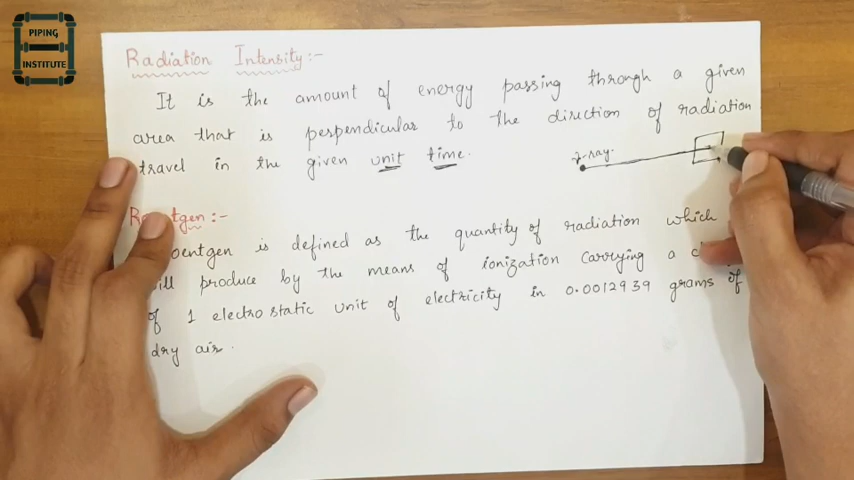 PIPING
INSTITUTE
Radiation Intensity:-
It is the amount of energy passing through a given
area that is perpendicular to the direction of radiation
travel in the given unit time.
γ-ray.
is defined as the quantity of radiation which
produce by the means of ionization carrying a
of 1 electrostatic unit of electricity in 0.0012939 grams of
dry air.